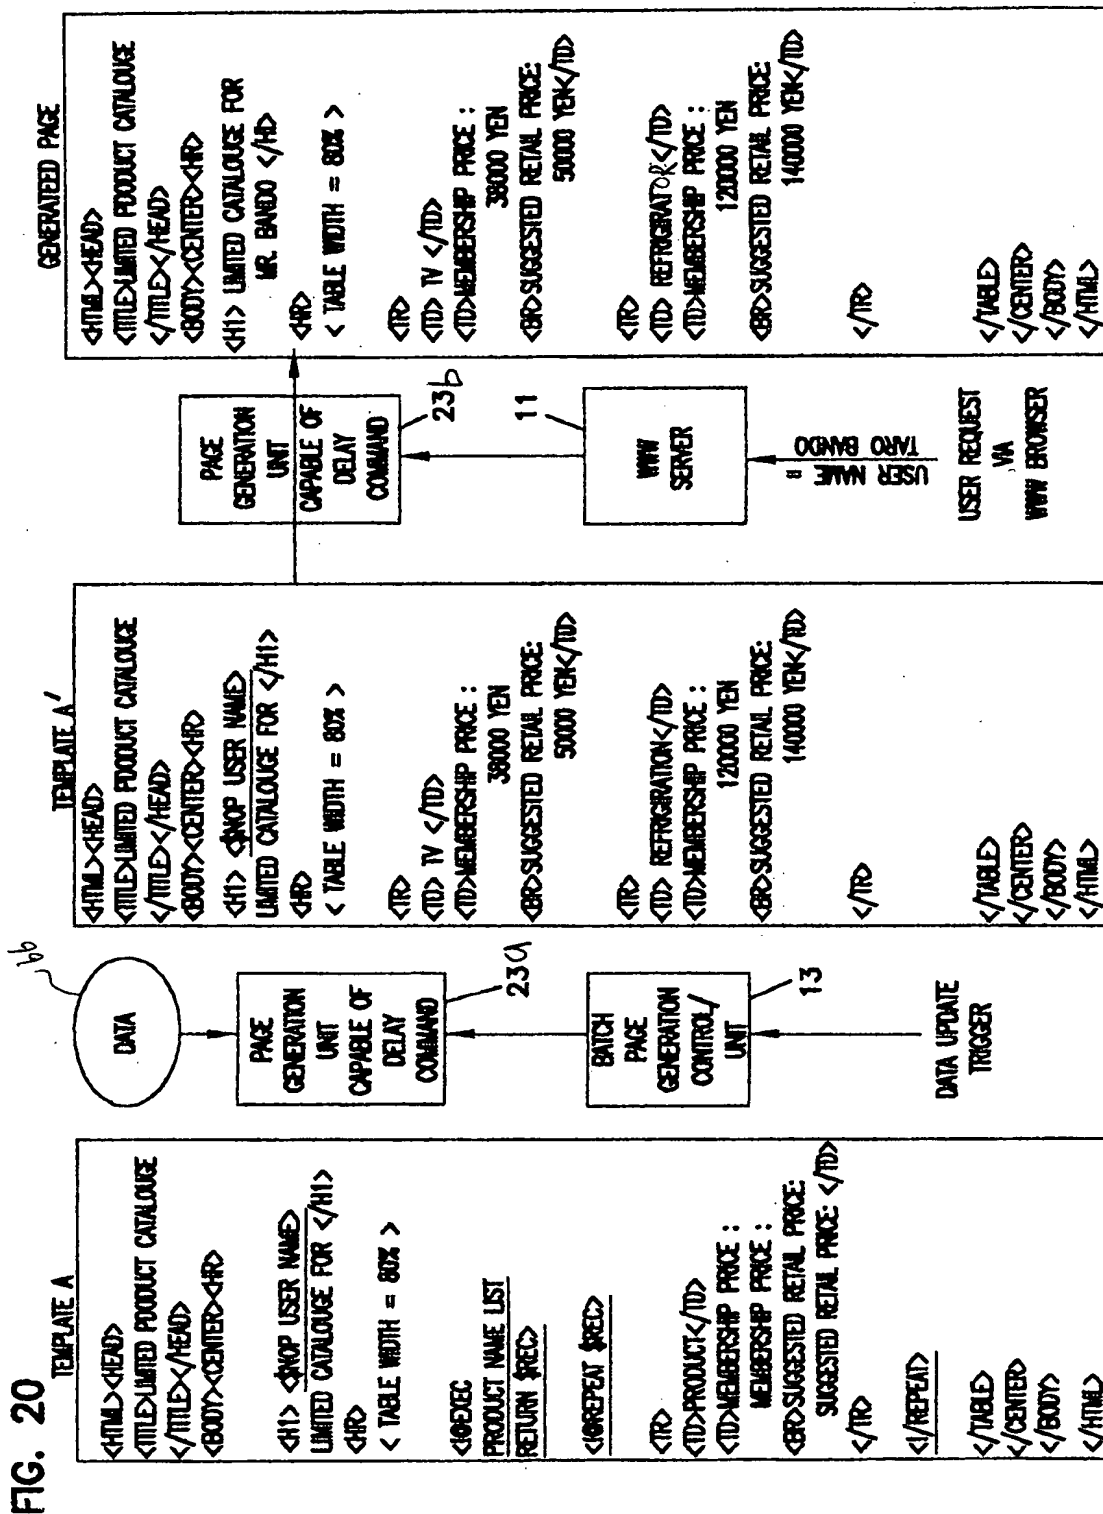 FIG. 20
TEMPLATE A
<HTML><HEAD>
<TITLE>LIMITED PDODUCT CATALOUGE
</TITLE></HEAD>
<BODY><CENTER><HR>
<H1> <$NOP USER NAME>
LIMITED CATALOUGE FOR </H1>
<HR>
< TABLE WIDTH = 80% >
PRODUCT NAME LIST
RETURN $REC>
<TR>
<TD>PRODUCT</TD>
<TD>MEMBERSHIP PRICE :
MEMBERSHIP PRICE :
<BR>SUGGESTED RETAIL PRICE:
SUGGESTED RETAIL PRICE: </TD>
</TR>
<!/REPEAT>
</TABLE>
</CENTER>
</BODY>
</HTML>
DATA
66
PAGE
GENERATION
UNIT
CAPABLE OF
DELAY
COMMAND
23a
BATCH
PAGE
GENERATION
CONTROL
UNIT
13
DATA UPDATE
TRIGGER
TEMPLATE A'
<HTML><HEAD>
<TITLE>LIMITED PDODUCT CATALOUGE
</TITLE></HEAD>
<BODY><CENTER><HR>
<H1> <$NOP USER NAME>
LIMITED CATALOUGE FOR </H1>
<HR>
< TABLE WIDTH = 80% >
<TR>
<TD> TV </TD>
<TD>MEMBERSHIP PRICE :
38000 YEN
<BR>SUGGESTED RETAIL PRICE:
50000 YEN</TD>
<TR>
<TD> REFRIGIRATION</TD>
<TD>MEMBERSHIP PRICE :
120000 YEN
<BR>SUGGESTED RETAIL PRICE:
140000 YEN</TD>
</TR>
</TABLE>
</CENTER>
</BODY>
</HTML>
PAGE
GENERATION
UNIT
CAPABLE OF
DELAY
COMMAND
23b
WWW
SERVER
11
USER NAME =
TARO BANDO
USER REQUEST
VIA
WWW BROWSER
GENERATEED PAGE
<HTML><HEAD>
<TITLE>LIMITED PDODUCT CATALOUGE
</TITLE></HEAD>
<BODY><CENTER><HR>
<H1> LIMITED CATALOUGE FOR
MR. BANDO </H1>
<HR>
< TABLE WIDTH = 80% >
<TR>
<TD> TV </TD>
<TD>MEMBERSHIP PRICE :
38000 YEN
<BR>SUGGESTED RETAIL PRICE:
50000 YEN</TD>
<TR>
<TD> REFRIGIRATOR</TD>
<TD>MEMBERSHIP PRICE :
120000 YEN
<BR>SUGGESTED RETAIL PRICE:
140000 YEN</TD>
</TR>
</TABLE>
</CENTER>
</BODY>
</HTML>